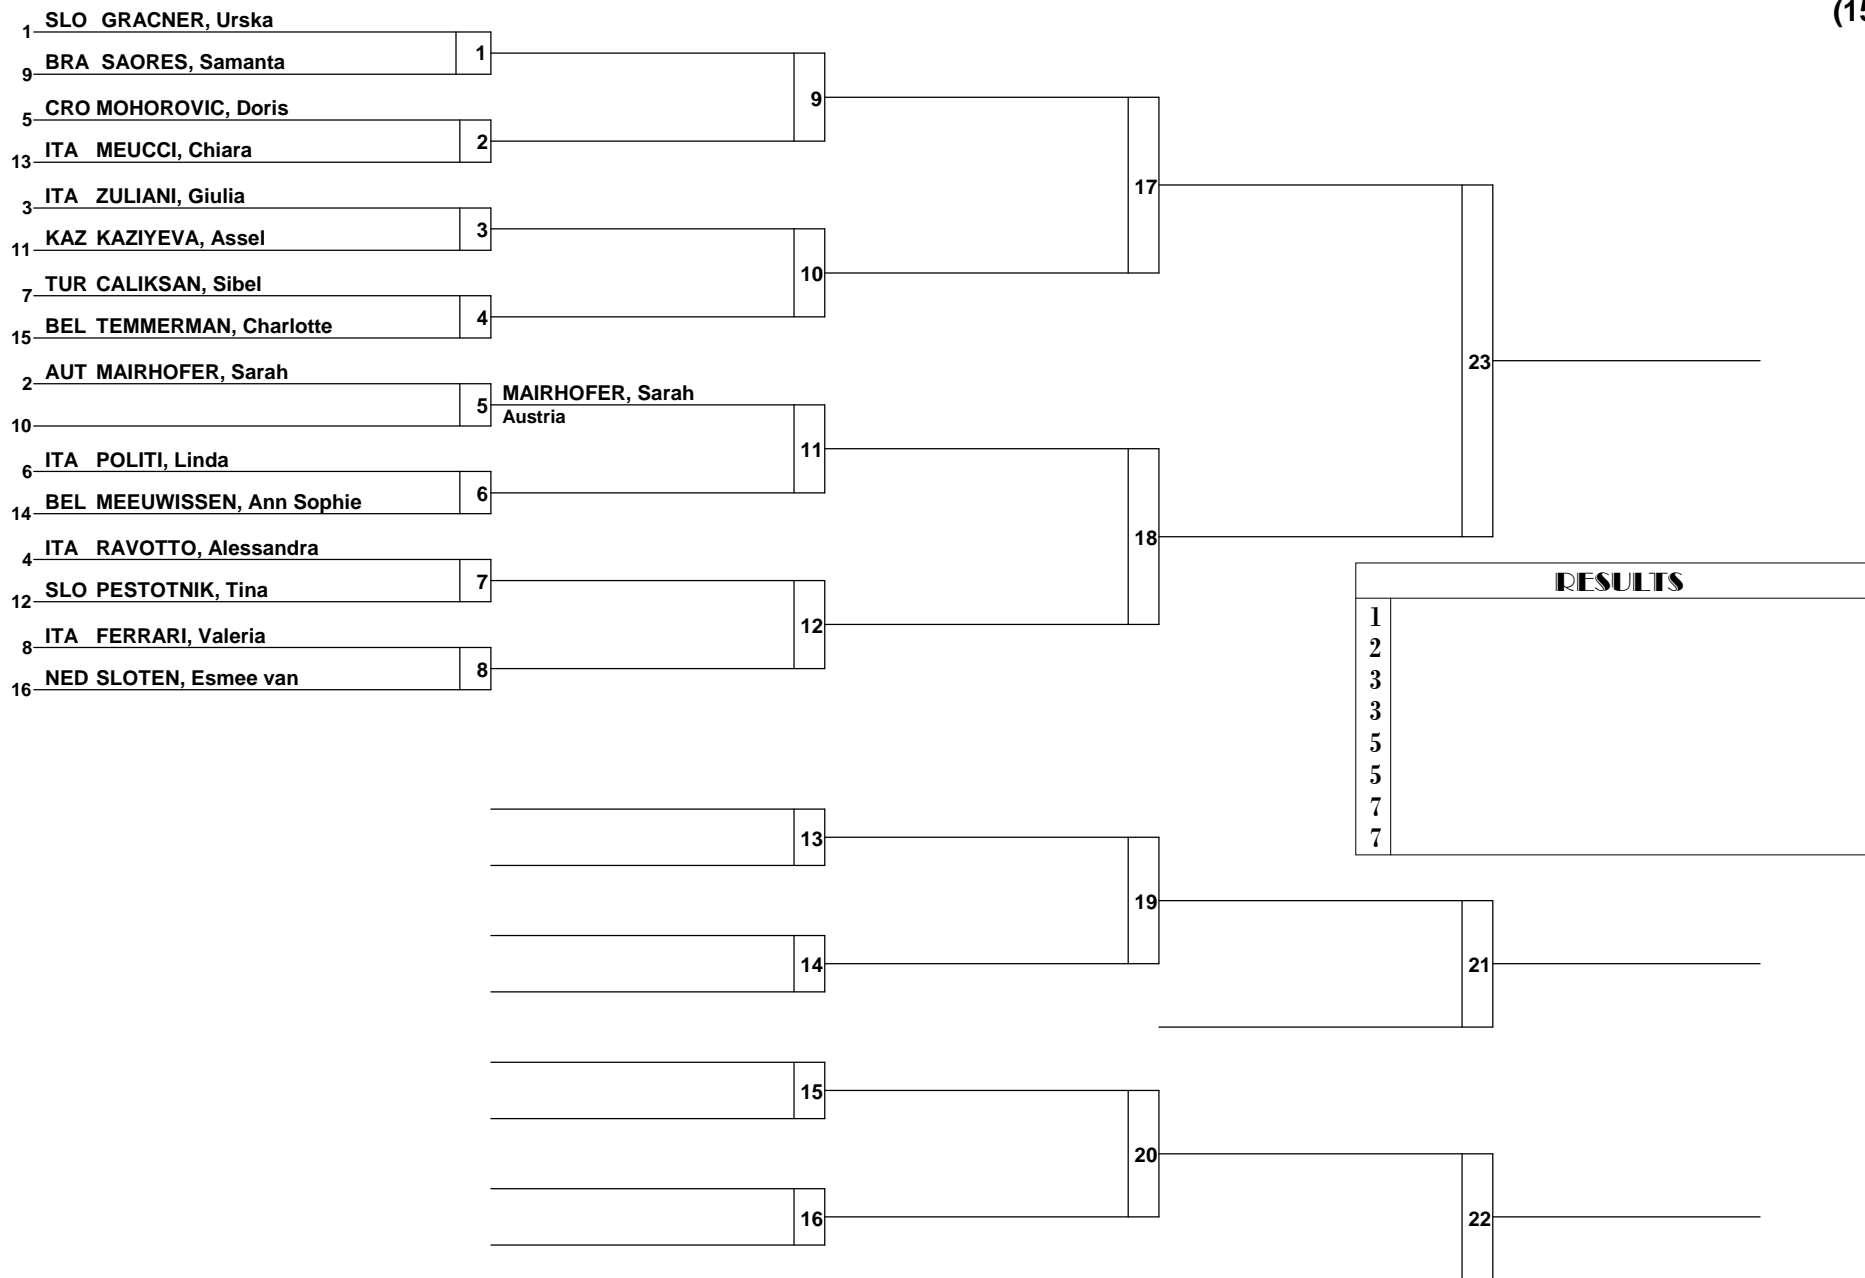 (15
1 SLO GRACNER, Urska
1
9 BRA SAORES, Samanta
9
5 CRO MOHOROVIC, Doris
2
13 ITA MEUCCI, Chiara
17
3 ITA ZULIANI, Giulia
3
11 KAZ KAZIYEVA, Assel
10
7 TUR CALIKSAN, Sibel
4
15 BEL TEMMERMAN, Charlotte
23
2 AUT MAIRHOFER, Sarah
5 MAIRHOFER, Sarah
Austria
10
11
6 ITA POLITI, Linda
6
14 BEL MEEUWISSEN, Ann Sophie
18
4 ITA RAVOTTO, Alessandra
7
12 SLO PESTOTNIK, Tina
12
8 ITA FERRARI, Valeria
8
16 NED SLOTEN, Esmee van
RESULTS
1
2
3
3
5
5
7
7
13
19
14
21
15
20
16
22